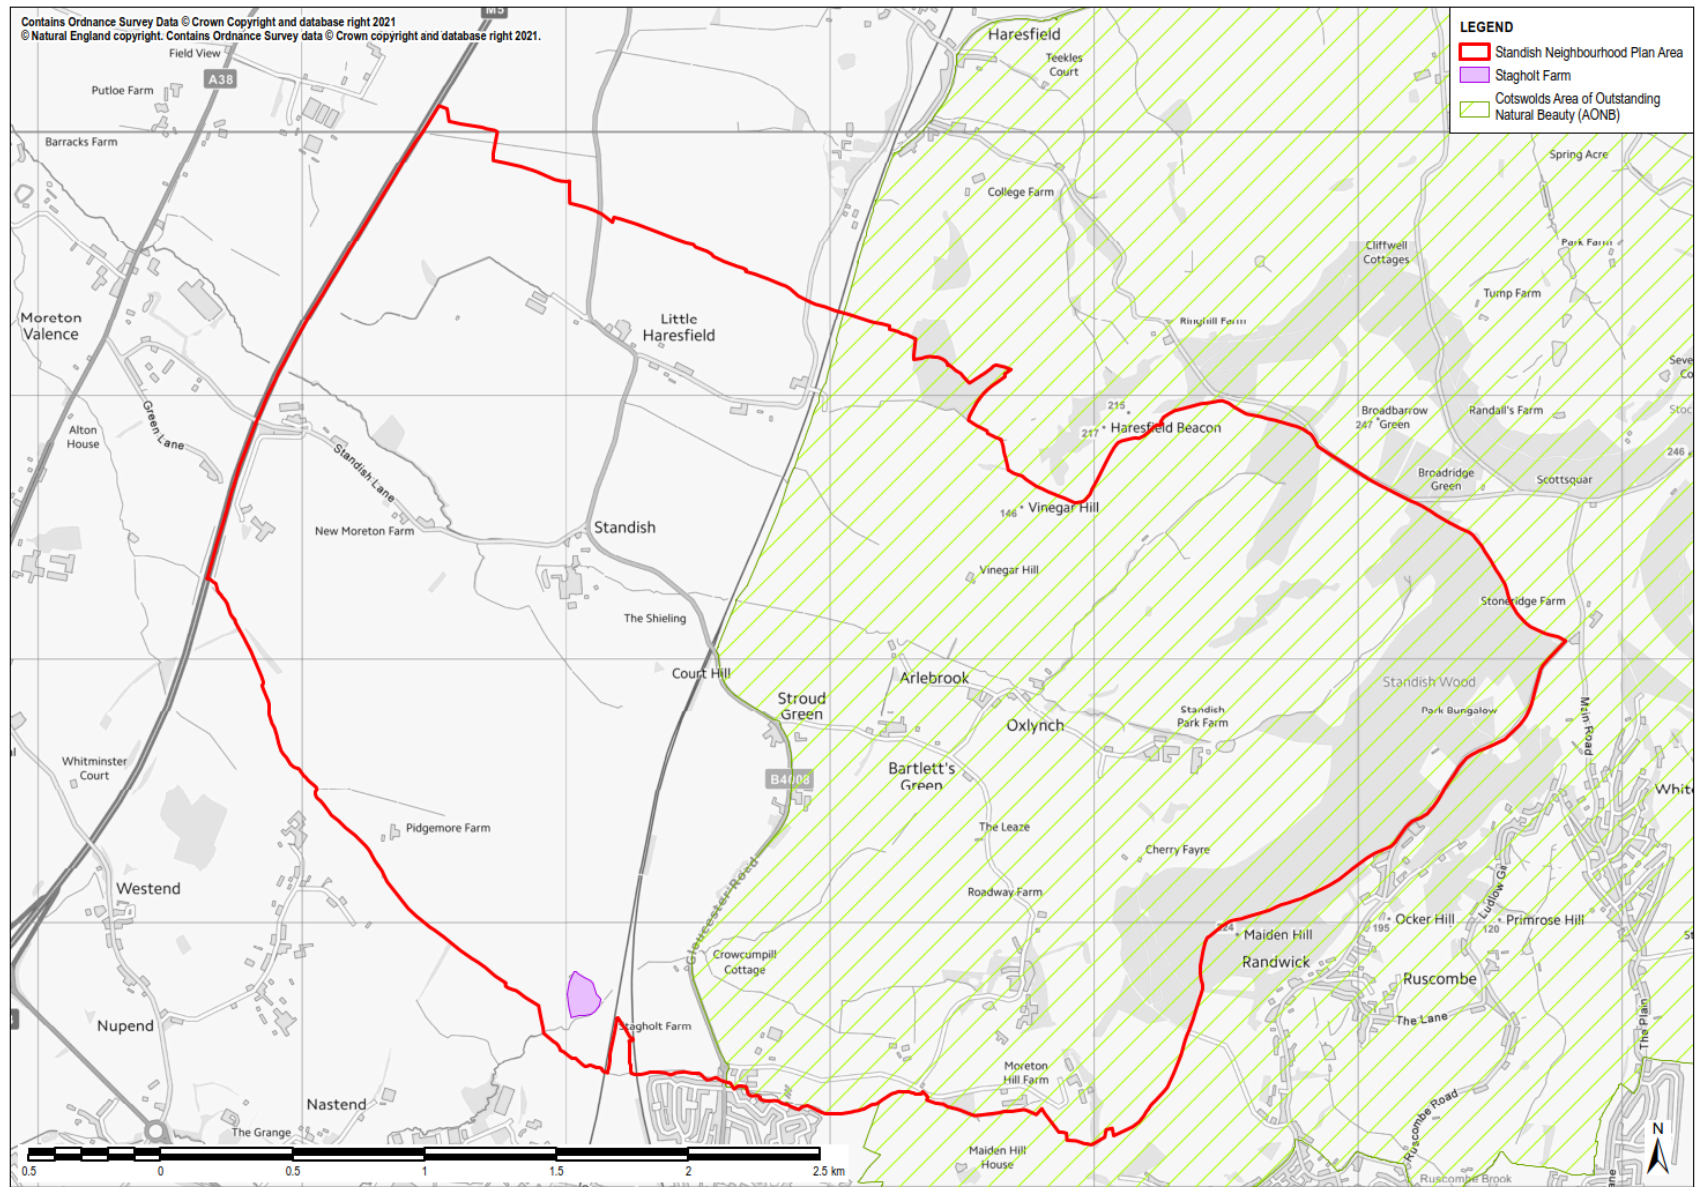 Contains Ordnance Survey Data © Crown Copyright and database right 2021
© Natural England copyright. Contains Ordnance Survey data © Crown copyright and database right 2021.
M5
LEGEND
Standish Neighbourhood Plan Area
Stagholt Farm
Cotswolds Area of Outstanding
Natural Beauty (AONB)
Haresfield
Teekles
Court
Field View
A38
Putloe Farm
Barracks Farm
Spring Acre
College Farm
Cliffwell
Cottages
Park Farm
Tump Farm
Moreton
Valence
Little
Haresfield
Ringhill Farm
Green Lane
Alton
House
215
217
Haresfield Beacon
Broadbarrow
Green
247
Randall's Farm
246
Standish Lane
Broadridge
Green
Scottsquar
146
Vinegar Hill
New Moreton Farm
Standish
Vinegar Hill
Stoneridge Farm
The Shieling
Court Hill
Arlebrook
Standish Wood
Stroud
Green
Park Bungalow
Standish
Park Farm
Oxlynch
Main Road
Whitminster
Court
B4008
Bartlett's
Green
Pidgemore Farm
The Leaze
Cherry Fayre
Westend
Gloucester Road
Roadway Farm
Ocker Hill
195
Primrose Hill
120
Maiden Hill
Randwick
Crowcumpill
Cottage
Ruscombe
The Lane
The Plain
Nupend
Stagholt Farm
Moreton
Hill Farm
Nastend
The Grange
Ruscombe Road
Maiden Hill
House
N
0.5
0
0.5
1
1.5
2
2.5 km
Ruscombe Brook